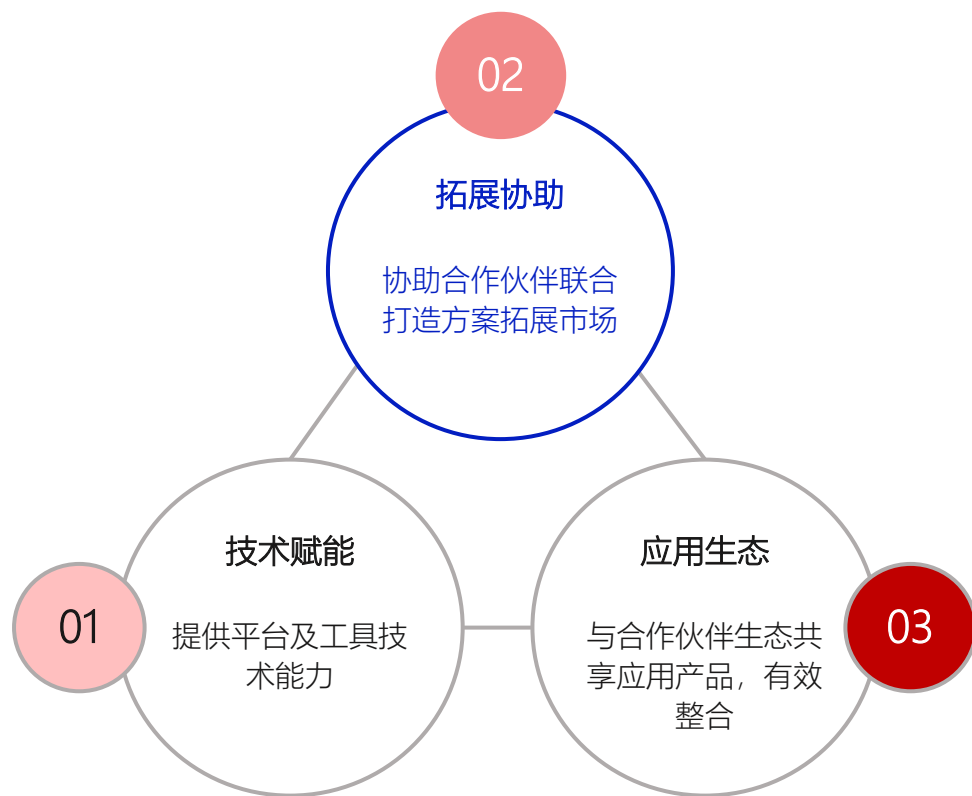 02
拓展协助
协助合作伙伴联合
打造方案拓展市场
01
技术赋能
提供平台及工具技
术能力
应用生态
与合作伙伴生态共
享应用产品，有效
整合
03